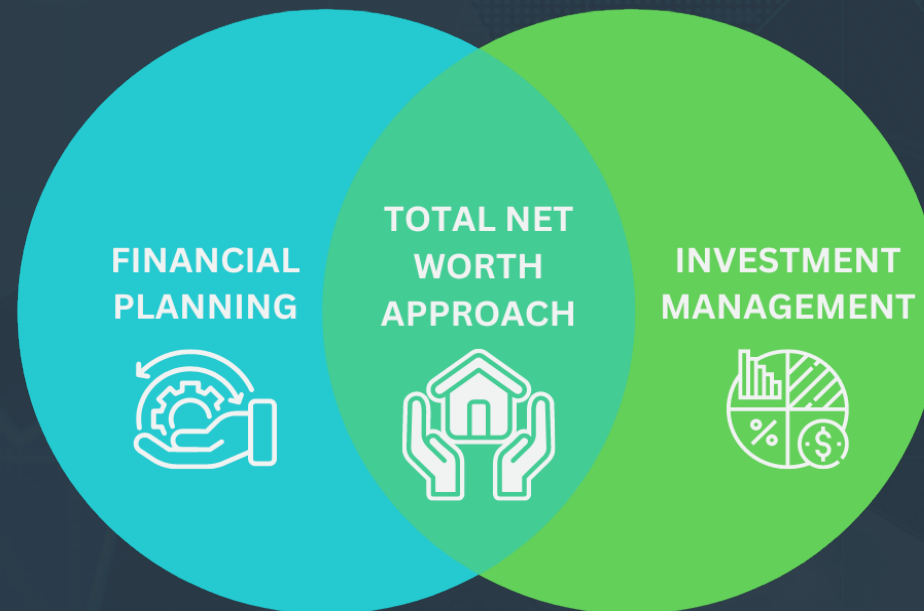 FINANCIAL
PLANNING
TOTAL NET
WORTH
APPROACH
INVESTMENT
MANAGEMENT
%
$